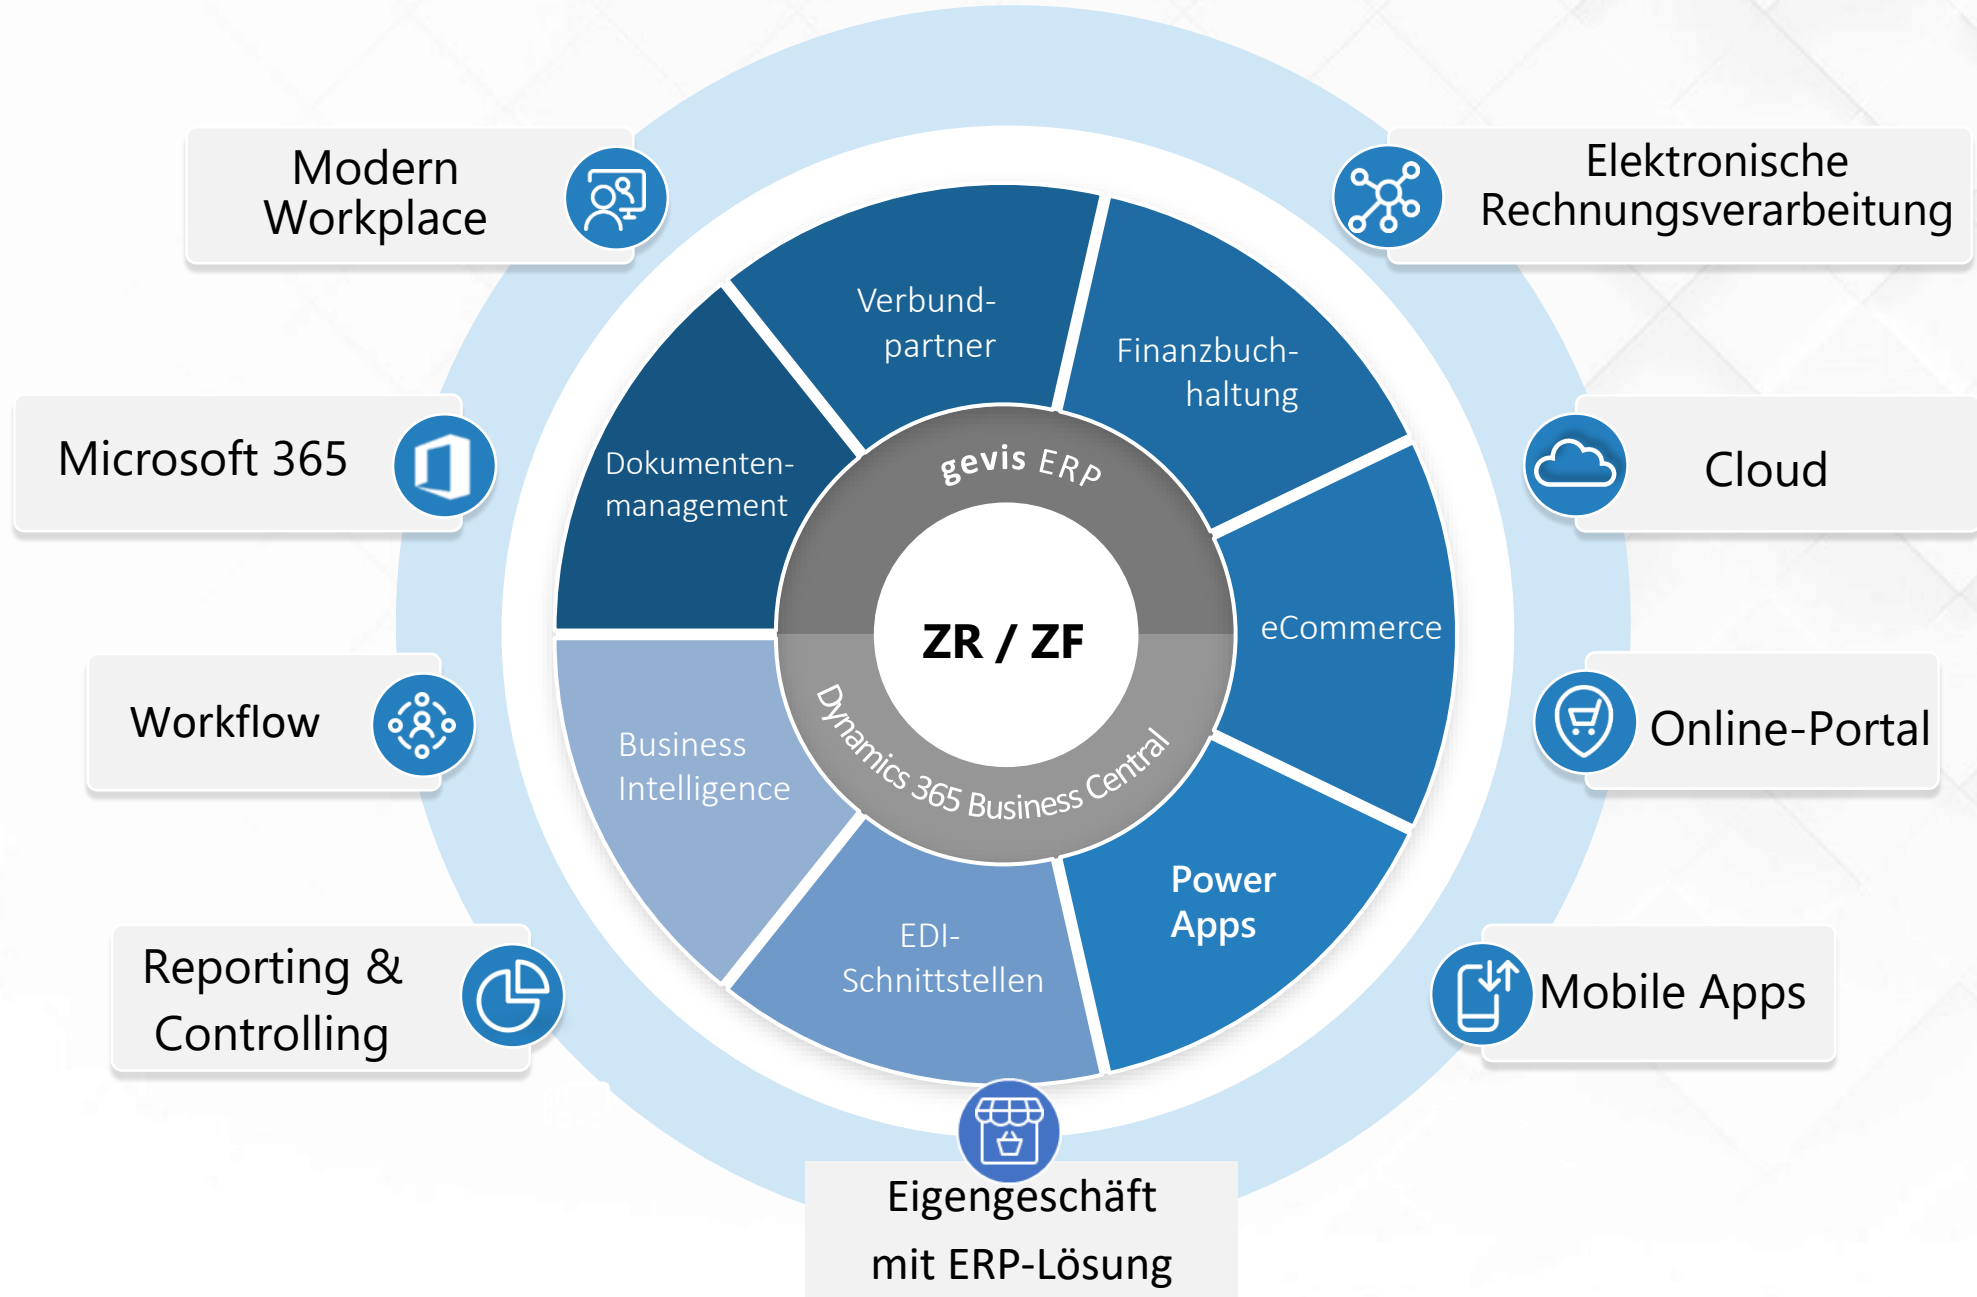 Modern
Workplace
Elektronische
Rechnungsverarbeitung
Verbund-
partner
Finanzbuch-
haltung
Microsoft 365
Dokumenten-
management
gevis ERP
Cloud
ZR / ZF
eCommerce
Workflow
Business
Intelligence
Dynamics 365 Business Central
Online-Portal
Power
Apps
EDI-
Schnittstellen
Reporting &
Controlling
Mobile Apps
Eigengeschäft
mit ERP-Lösung